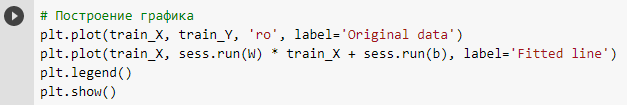 # Построение графика
plt.plot(train_X, train_Y, 'ro', label='Original data')
plt.plot(train_X, sess.run(W) * train_X + sess.run(b), label='Fitted line')
plt.legend()
plt.show()